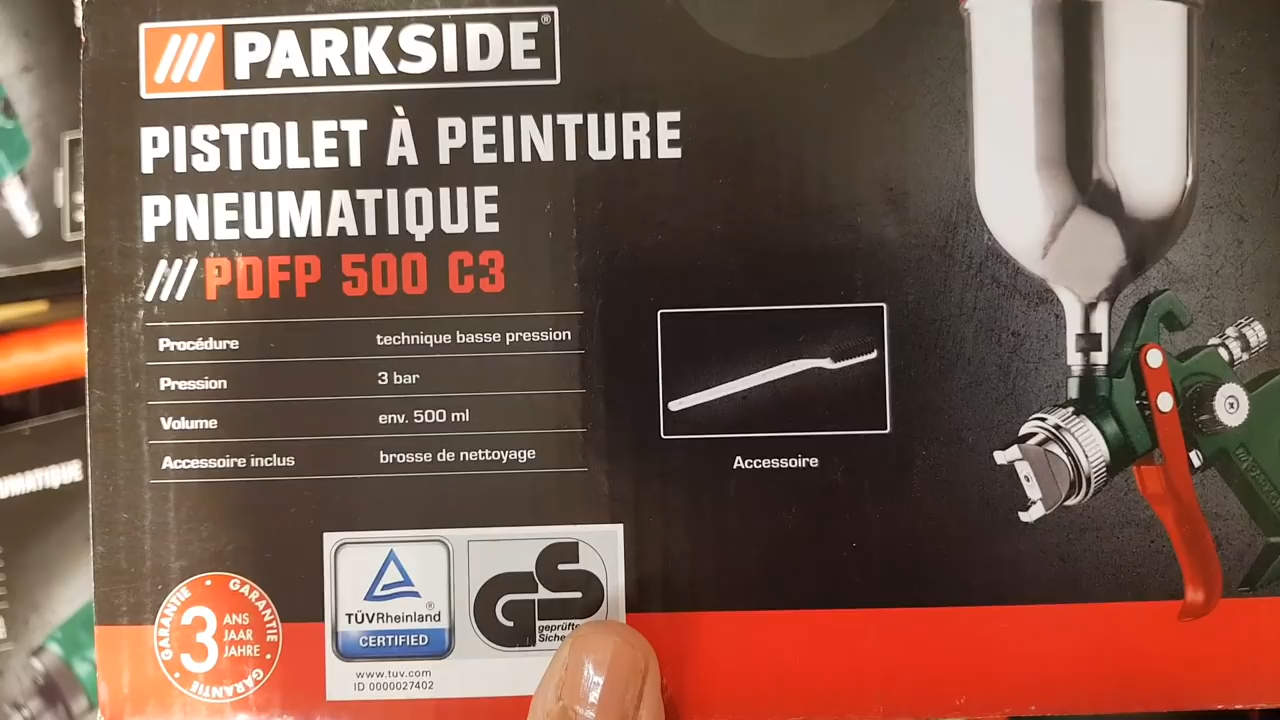 PARKSIDE®
PISTOLET À PEINTURE
PNEUMATIQUE
/// PDFP 500 C3
Procédure technique basse pression
Pression 3 bar
Volume env. 500 ml
Accessoire inclus brosse de nettoyage
Accessoire
GARANTIE GARANTIE GARANTIE
3 ANS
JAAR
JAHRE
TÜVRheinland®
CERTIFIED
GS
geprüfte
www.tuv.com
ID 0000027402
UMATIQUE